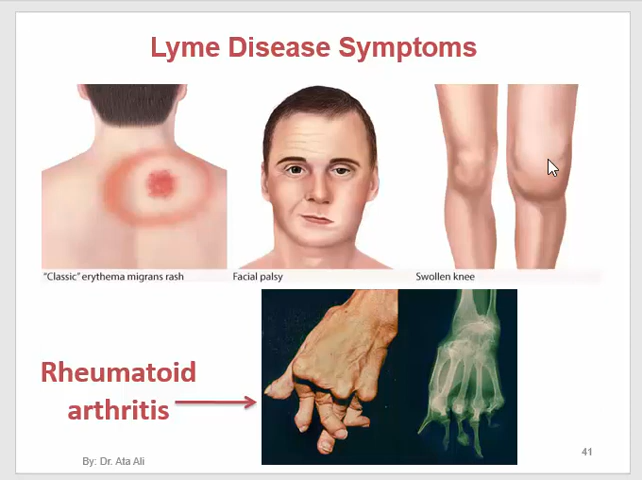 Lyme Disease Symptoms
"Classic" erythema migrans rash
Facial palsy
Swollen knee
Rheumatoid
arthritis
By: Dr. Ata Ali
41